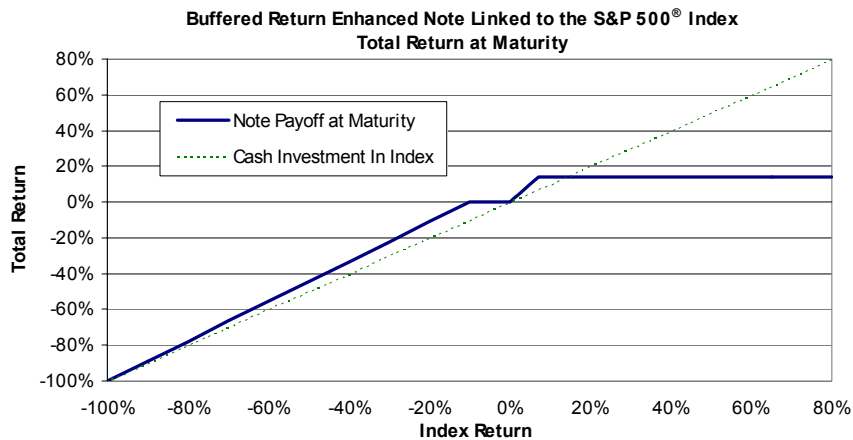 Buffered Return Enhanced Note Linked to the S&P 500® Index
Total Return at Maturity
80%
60%
40%
20%
0%
-20%
-40%
-60%
-80%
-100%
Total Return
Note Payoff at Maturity
Cash Investment In Index
-100% -80% -60% -40% -20% 0% 20% 40% 60% 80%
Index Return